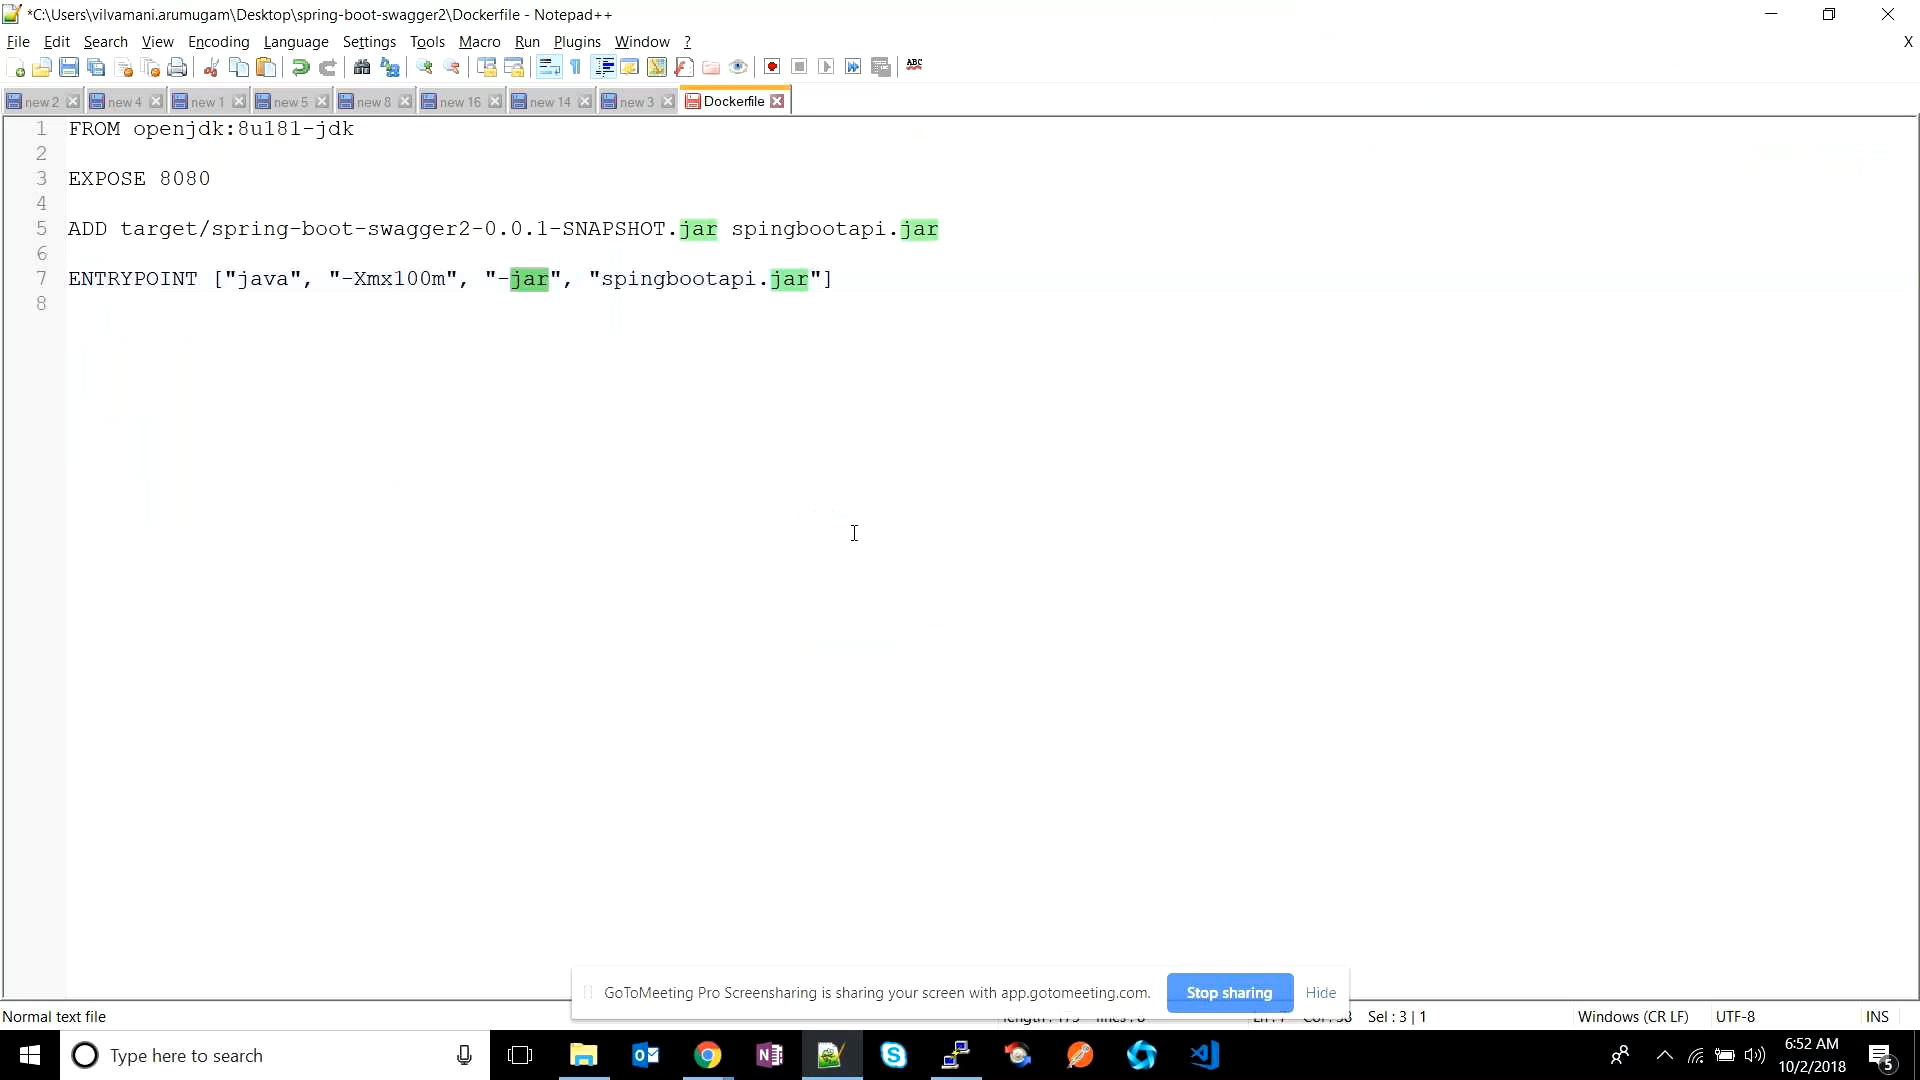 *C:\Users\vilvamani.arumugam\Desktop\spring-boot-swagger2\Dockerfile - Notepad++
File Edit Search View Encoding Language Settings Tools Macro Run Plugins Window ? X
ABC
new 2 new 4 new 1 new 5 new 8 new 16 new 14 new 3 Dockerfile
1 FROM openjdk:8u181-jdk
2
3 EXPOSE 8080
4
5 ADD target/spring-boot-swagger2-0.0.1-SNAPSHOT.jar spingbootapi.jar
6
7 ENTRYPOINT ["java", "-Xmx100m", "-jar", "spingbootapi.jar"]
8
GoToMeeting Pro Screensharing is sharing your screen with app.gotomeeting.com. Stop sharing Hide
Normal text file Sel : 3 | 1 Windows (CR LF) UTF-8 INS
Type here to search
6:52 AM
10/2/2018
5